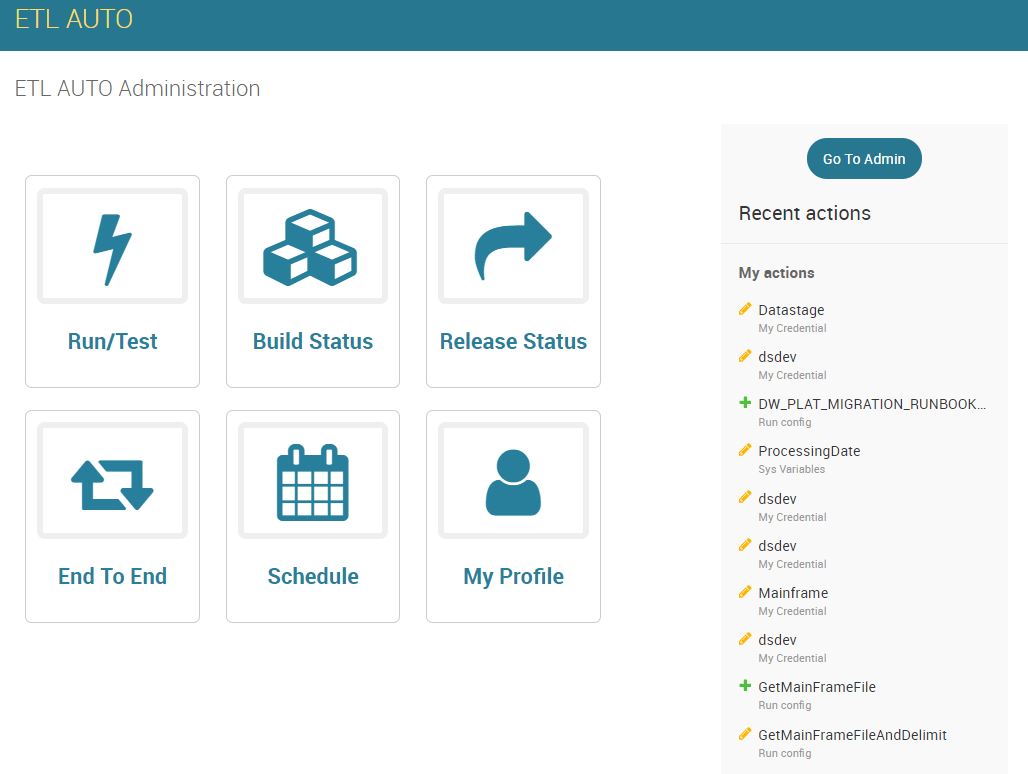 ETL AUTO
ETL AUTO Administration
Run/Test
Build Status
Release Status
End To End
Schedule
My Profile
Go To Admin
Recent actions
My actions
Datastage
My Credential
dsdev
My Credential
DW_PLAT_MIGRATION_RUNBOOK...
Run config
ProcessingDate
Sys Variables
dsdev
My Credential
dsdev
My Credential
Mainframe
My Credential
dsdev
My Credential
GetMainFrameFile
Run config
GetMainFrameFileAndDelimit
Run config